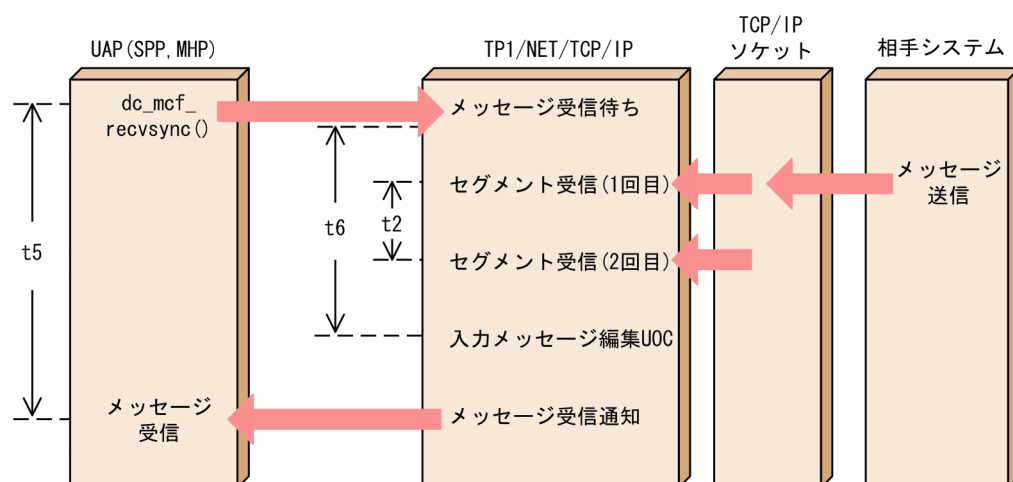 UAP(SPP,MHP)
TP1/NET/TCP/IP
TCP/IP
ソケット
相手システム
dc_mcf_
recvsync()
メッセージ受信待ち
セグメント受信(1回目)
メッセージ
送信
t2
t6
t5
セグメント受信(2回目)
入力メッセージ編集UOC
メッセージ
受信
メッセージ受信通知